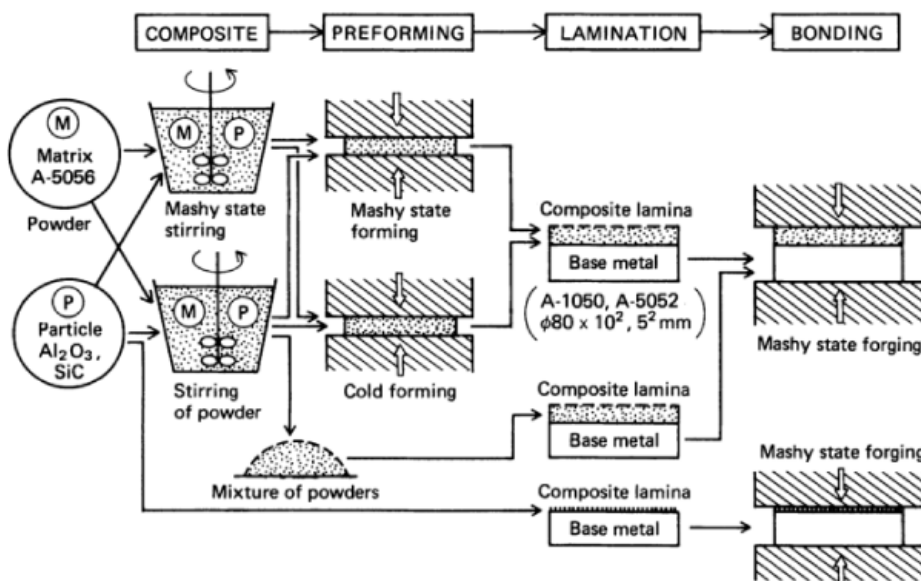 COMPOSITE
PREFORMING
LAMINATION
BONDING
M
Matrix
A-5056
Powder
P
Particle
Al₂O₃,
SiC
M P
Mashy state
stirring
M P
Stirring
of powder
Mixture of powders
Mashy state
forming
Cold forming
Composite lamina
Base metal
( A-1050, A-5052
φ80 x 10², 5² mm )
Composite lamina
Base metal
Composite lamina
Base metal
Mashy state forging
Mashy state forging